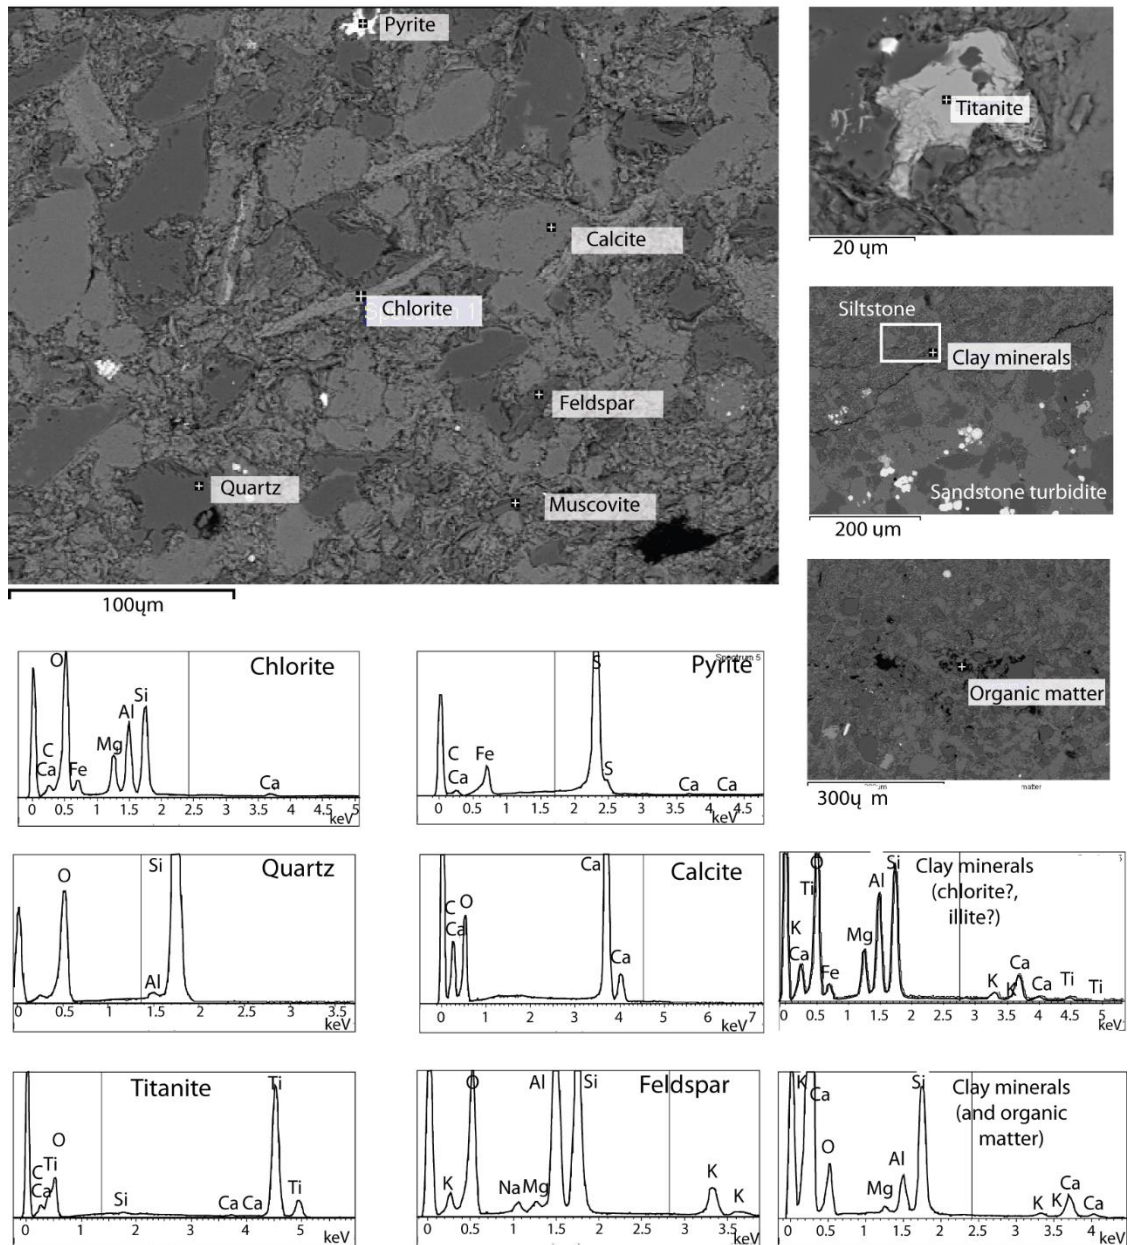 Pyrite
Calcite
Chlorite
Feldspar
Quartz
Muscovite
100ųm
Titanite
20 ųm
Siltstone
Clay minerals
Sandstone turbidite
200 ųm
Organic matter
300ų m
matter
Chlorite
O
Si
Al
Mg
C
Ca Fe
Ca
0 0.5 1 1.5 2 2.5 3 3.5 4 4.5 5
keV
Spectrum 5
Pyrite
S
Fe
C
Ca
S
Ca Ca
0 0.5 1 1.5 2 2.5 3 3.5 4 4.5
keV
Quartz
Si
O
Al
0 0.5 1 1.5 2 2.5 3 3.5
keV
Calcite
Ca
C O
Ca
Ca
0 1 2 3 4 5 6 7
keV
Clay minerals
(chlorite?,
illite?)
O
Si
Ti
Al
K
Mg
Ca
Fe
Ca
K K Ca Ti Ti
0 0.5 1 1.5 2 2.5 3 3.5 4 4.5 5
keV
Titanite
Ti
O
C Ti
Ca
Si
Ca Ca
Ti
0 1 2 3 4 5
keV
Feldspar
O
Al
Si
K
Na Mg
K
K
0 0.5 1 1.5 2 2.5 3 3.5
keV
Clay minerals
(and organic
matter)
K
Ca
Si
O
Al
Mg
K K Ca
Ca
0 0.5 1 1.5 2 2.5 3 3.5 4
keV